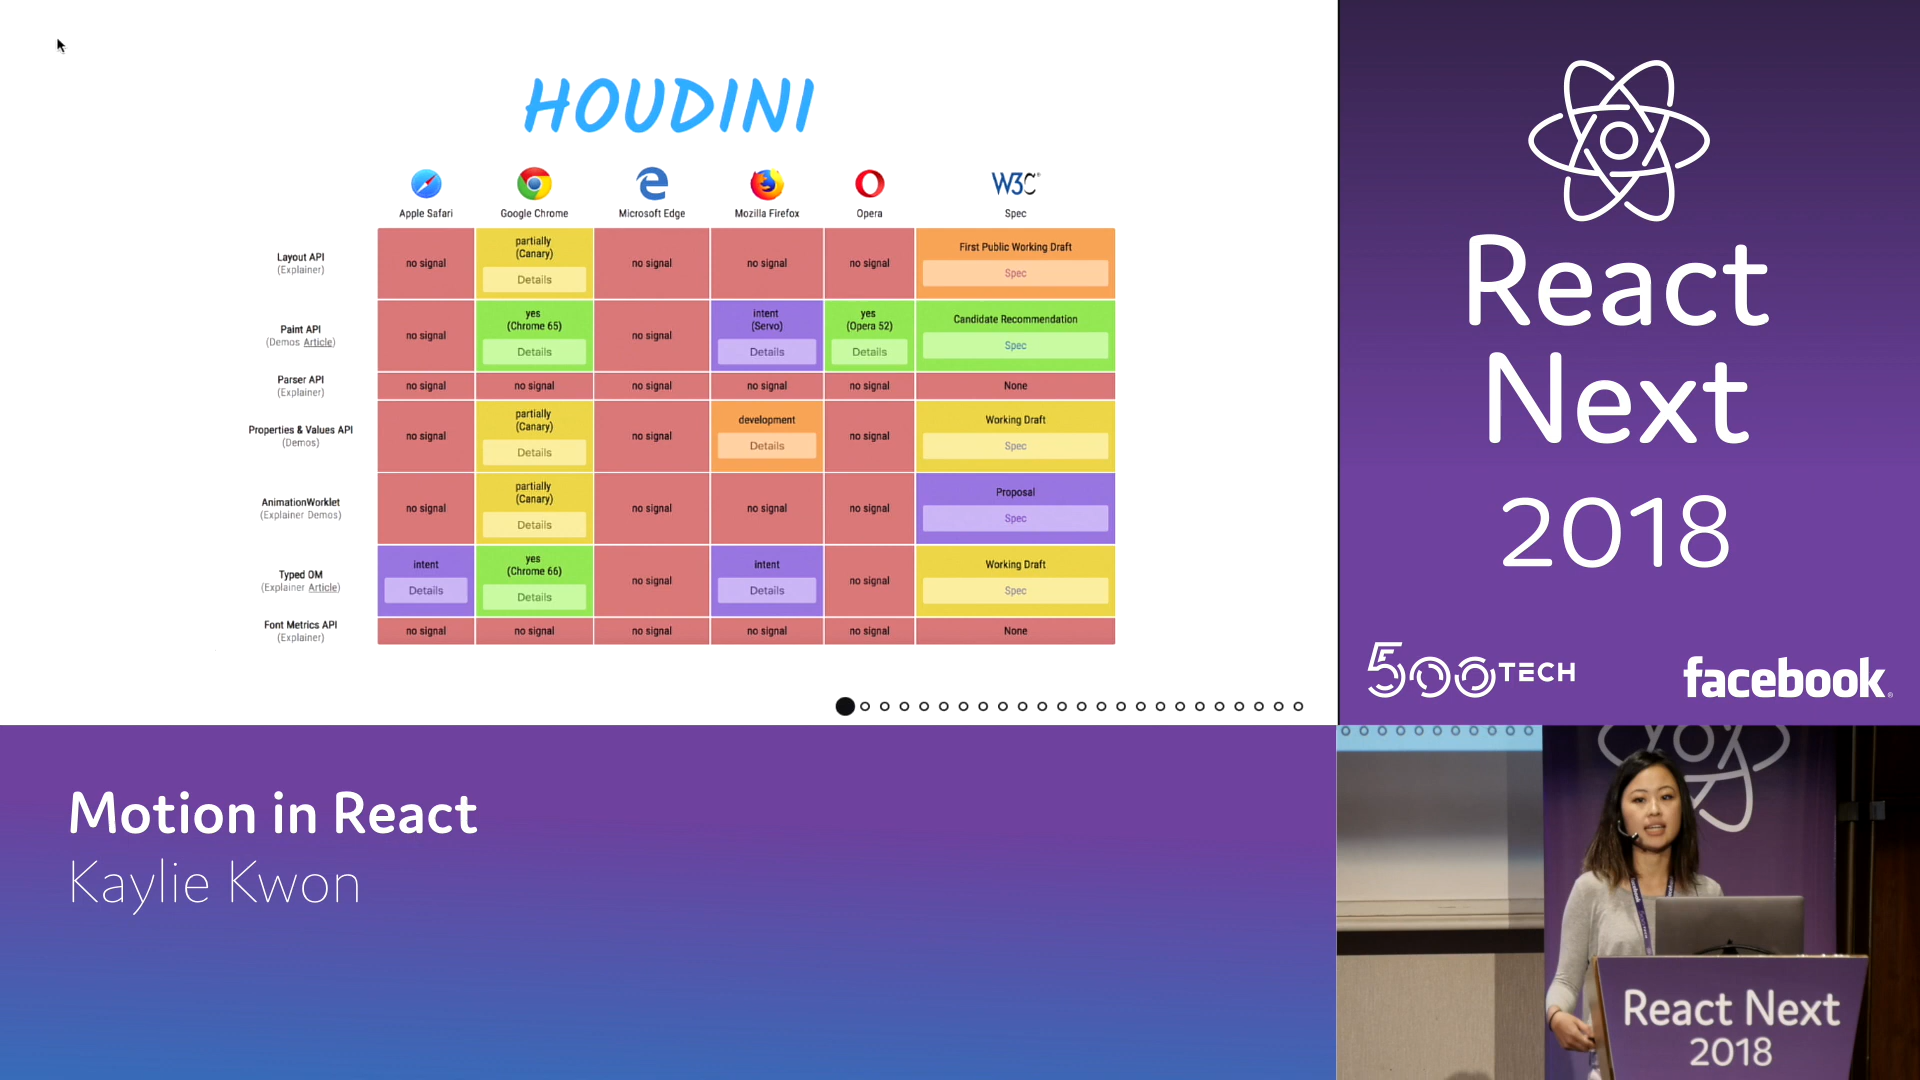 HOUDINI
W3C
Apple Safari Google Chrome Microsoft Edge Mozilla Firefox Opera Spec
Layout API
(Explainer)
no signal
partially
(Canary)
Details
no signal
no signal
no signal
First Public Working Draft
Spec
Paint API
(Demos Article)
no signal
yes
(Chrome 65)
Details
no signal
intent
(Servo)
Details
yes
(Opera 52)
Details
Candidate Recommendation
Spec
Parser API
(Explainer)
no signal
no signal
no signal
no signal
no signal
None
Properties & Values API
(Demos)
no signal
partially
(Canary)
Details
no signal
development
Details
no signal
Working Draft
Spec
AnimationWorklet
(Explainer Demos)
no signal
partially
(Canary)
Details
no signal
no signal
no signal
Proposal
Spec
Typed OM
(Explainer Article)
intent
Details
yes
(Chrome 66)
Details
no signal
intent
Details
no signal
Working Draft
Spec
Font Metrics API
(Explainer)
no signal
no signal
no signal
no signal
no signal
None
React
Next
2018
500TECH
facebook
Motion in React
Kaylie Kwon
React Next
2018